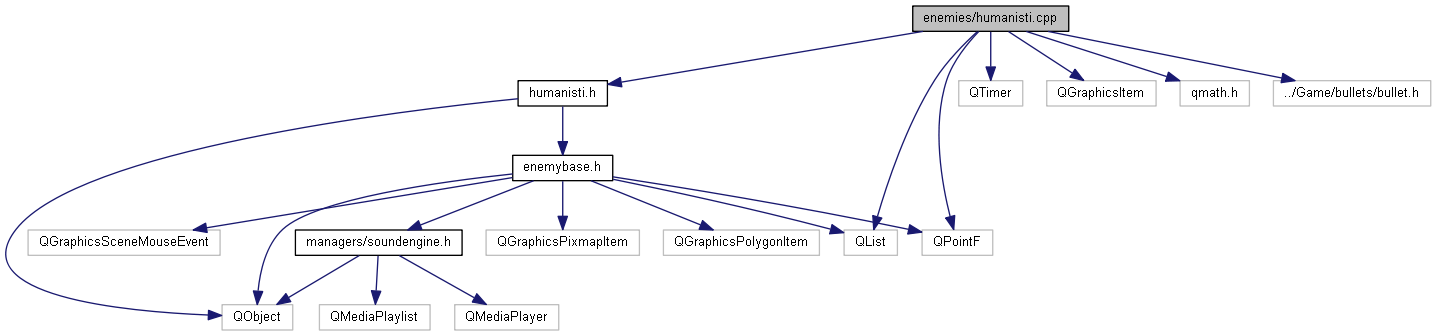 enemies/humanisti.cpp
humanisti.h
QTimer
QGraphicsItem
qmath.h
../Game/bullets/bullet.h
enemybase.h
QGraphicsSceneMouseEvent
managers/soundengine.h
QGraphicsPixmapItem
QGraphicsPolygonItem
QList
QPointF
QObject
QMediaPlaylist
QMediaPlayer